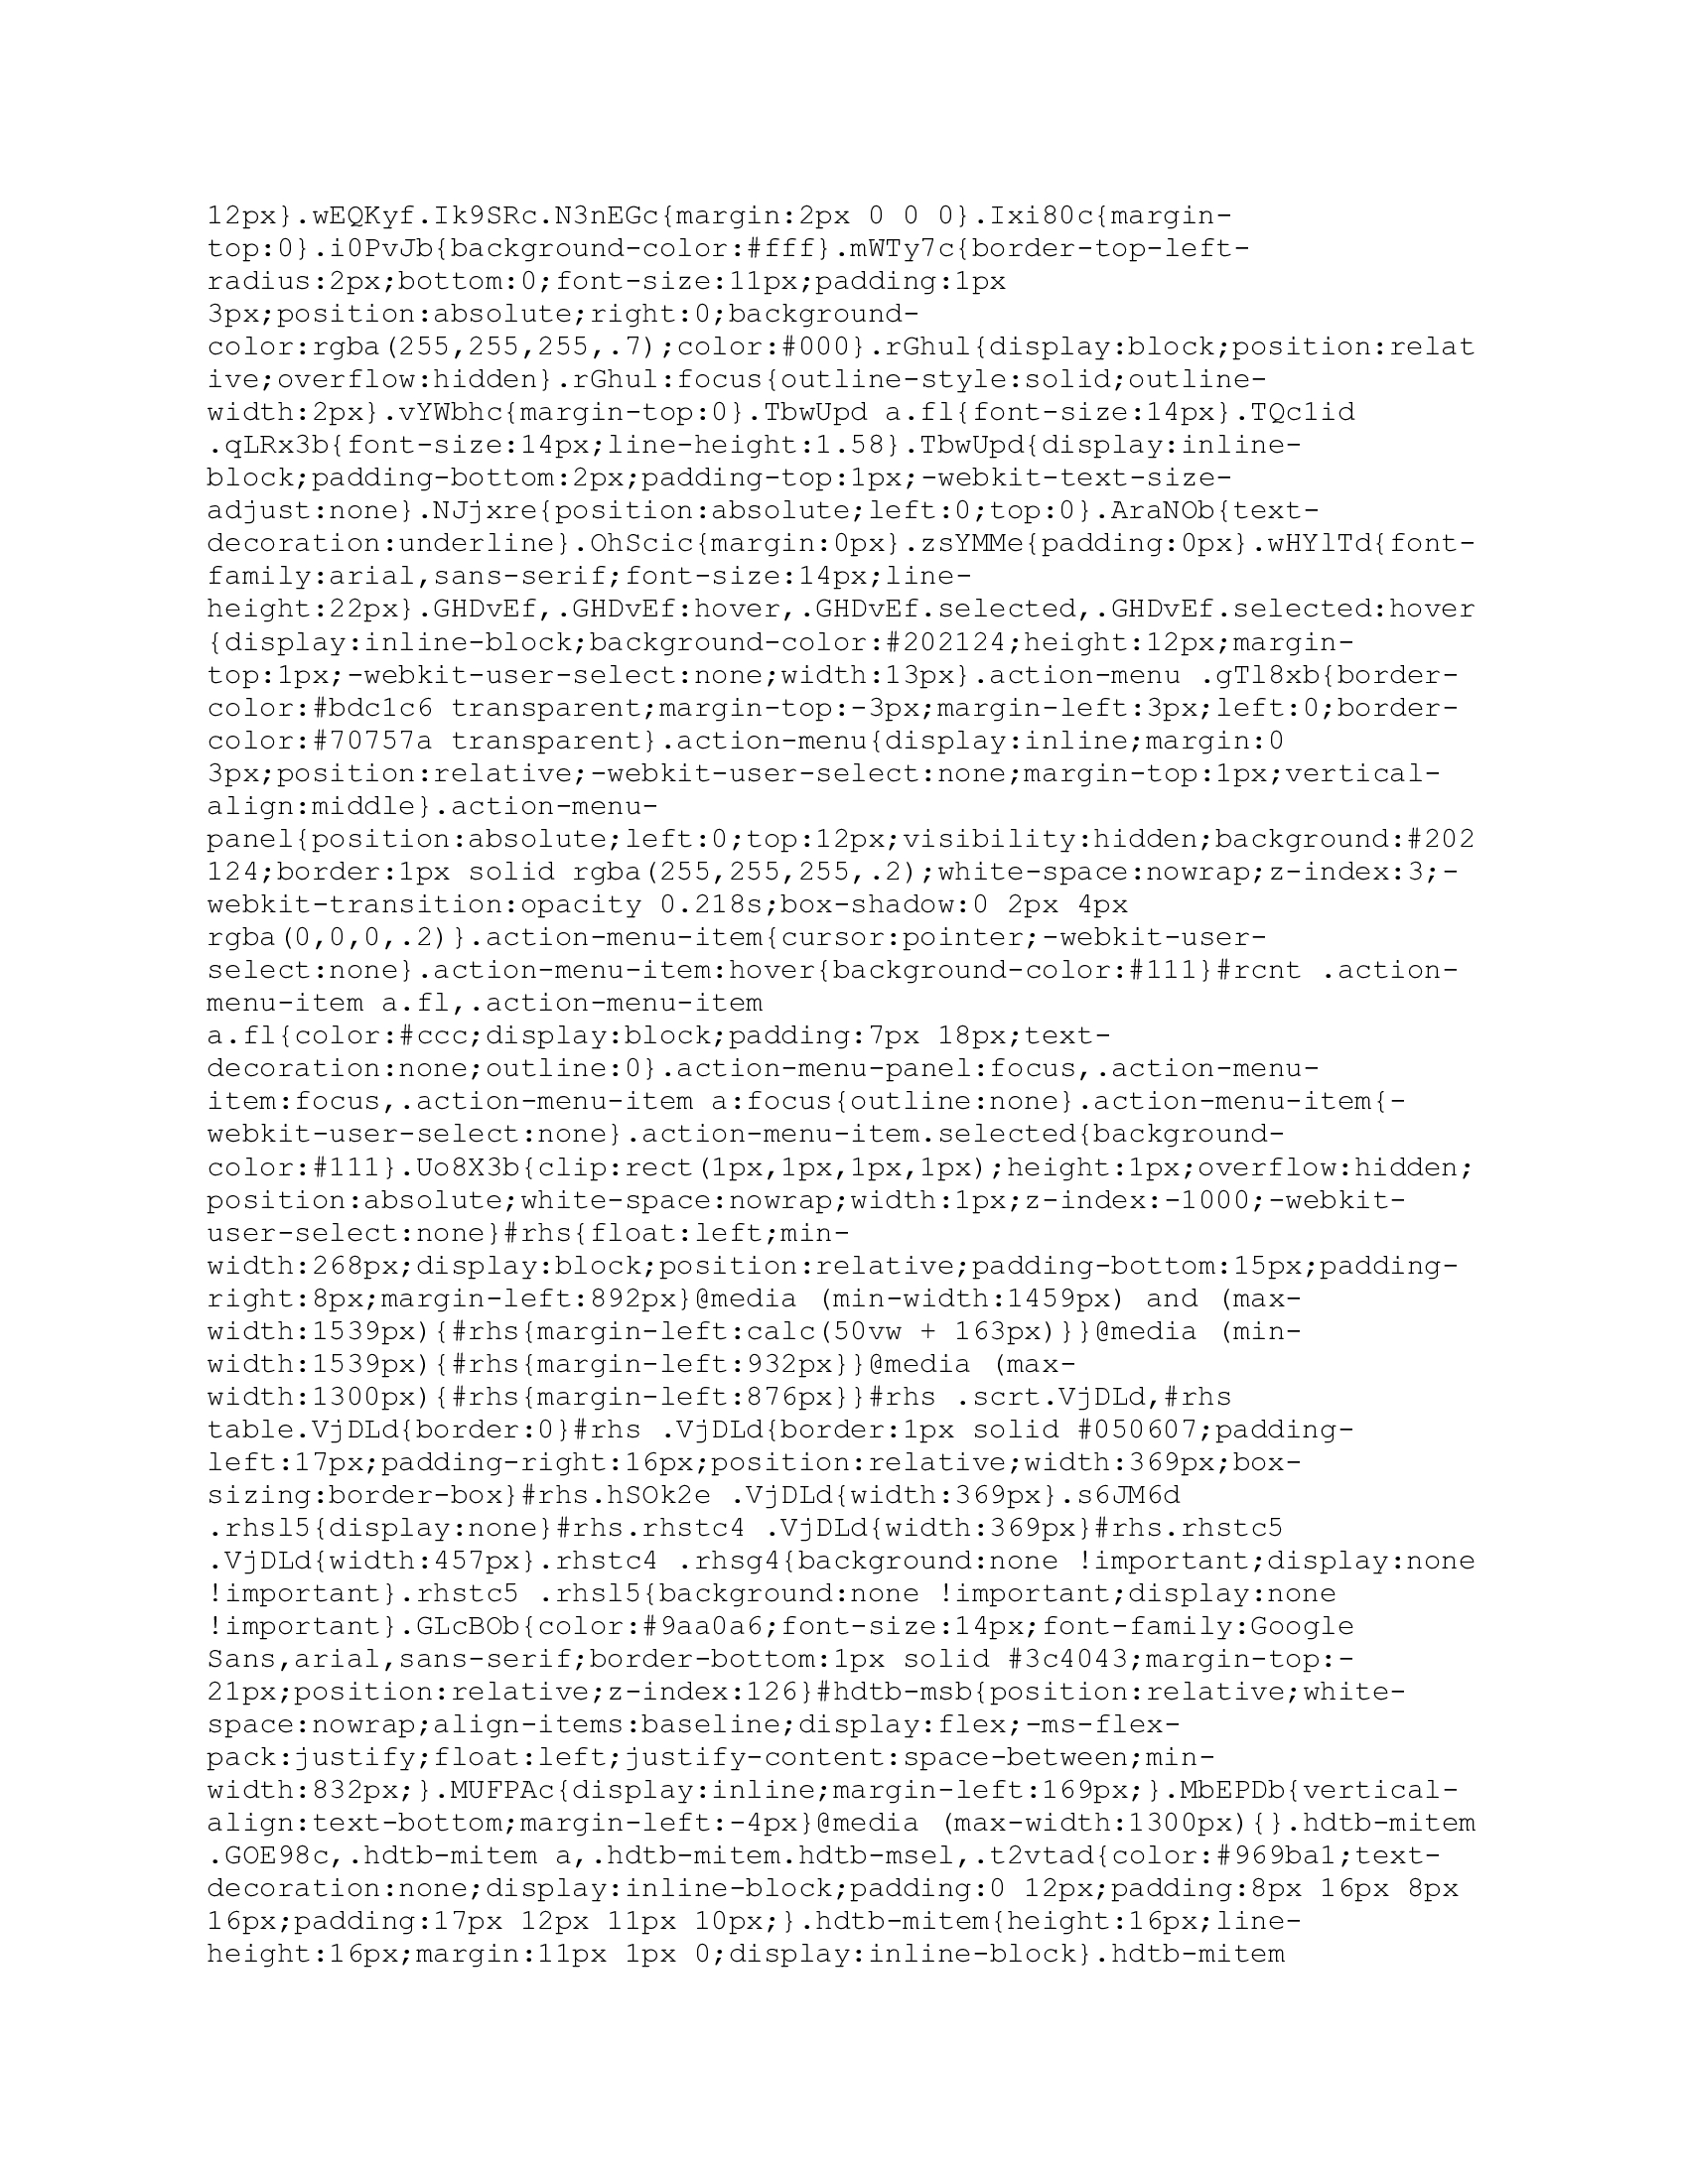 12px}.wEQKyf.Ik9SRc.N3nEGc{margin:2px 0 0 0}.Ixi80c{margin-
top:0}.i0PvJb{background-color:#fff}.mWTy7c{border-top-left-
radius:2px;bottom:0;font-size:11px;padding:1px
3px;position:absolute;right:0;background-
color:rgba(255,255,255,.7);color:#000}.rGhul{display:block;position:relat
ive;overflow:hidden}.rGhul:focus{outline-style:solid;outline-
width:2px}.vYWbhc{margin-top:0}.TbwUpd a.fl{font-size:14px}.TQc1id
.qLRx3b{font-size:14px;line-height:1.58}.TbwUpd{display:inline-
block;padding-bottom:2px;padding-top:1px;-webkit-text-size-
adjust:none}.NJjxre{position:absolute;left:0;top:0}.AraNOb{text-
decoration:underline}.OhScic{margin:0px}.zsYMMe{padding:0px}.wHYlTd{font-
family:arial,sans-serif;font-size:14px;line-
height:22px}.GHDvEf,.GHDvEf:hover,.GHDvEf.selected,.GHDvEf.selected:hover
{display:inline-block;background-color:#202124;height:12px;margin-
top:1px;-webkit-user-select:none;width:13px}.action-menu .gTl8xb{border-
color:#bdc1c6 transparent;margin-top:-3px;margin-left:3px;left:0;border-
color:#70757a transparent}.action-menu{display:inline;margin:0
3px;position:relative;-webkit-user-select:none;margin-top:1px;vertical-
align:middle}.action-menu-
panel{position:absolute;left:0;top:12px;visibility:hidden;background:#202
124;border:1px solid rgba(255,255,255,.2);white-space:nowrap;z-index:3;-
webkit-transition:opacity 0.218s;box-shadow:0 2px 4px
rgba(0,0,0,.2)}.action-menu-item{cursor:pointer;-webkit-user-
select:none}.action-menu-item:hover{background-color:#111}#rcnt .action-
menu-item a.fl,.action-menu-item
a.fl{color:#ccc;display:block;padding:7px 18px;text-
decoration:none;outline:0}.action-menu-panel:focus,.action-menu-
item:focus,.action-menu-item a:focus{outline:none}.action-menu-item{-
webkit-user-select:none}.action-menu-item.selected{background-
color:#111}.Uo8X3b{clip:rect(1px,1px,1px,1px);height:1px;overflow:hidden;
position:absolute;white-space:nowrap;width:1px;z-index:-1000;-webkit-
user-select:none}#rhs{float:left;min-
width:268px;display:block;position:relative;padding-bottom:15px;padding-
right:8px;margin-left:892px}@media (min-width:1459px) and (max-
width:1539px){#rhs{margin-left:calc(50vw + 163px)}}@media (min-
width:1539px){#rhs{margin-left:932px}}@media (max-
width:1300px){#rhs{margin-left:876px}}#rhs .scrt.VjDLd,#rhs
table.VjDLd{border:0}#rhs .VjDLd{border:1px solid #050607;padding-
left:17px;padding-right:16px;position:relative;width:369px;box-
sizing:border-box}#rhs.hSOk2e .VjDLd{width:369px}.s6JM6d
.rhsl5{display:none}#rhs.rhstc4 .VjDLd{width:369px}#rhs.rhstc5
.VjDLd{width:457px}.rhstc4 .rhsg4{background:none !important;display:none
!important}.rhstc5 .rhsl5{background:none !important;display:none
!important}.GLcBOb{color:#9aa0a6;font-size:14px;font-family:Google
Sans,arial,sans-serif;border-bottom:1px solid #3c4043;margin-top:-
21px;position:relative;z-index:126}#hdtb-msb{position:relative;white-
space:nowrap;align-items:baseline;display:flex;-ms-flex-
pack:justify;float:left;justify-content:space-between;min-
width:832px;}.MUFPAc{display:inline;margin-left:169px;}.MbEPDb{vertical-
align:text-bottom;margin-left:-4px}@media (max-width:1300px){}.hdtb-mitem
.GOE98c,.hdtb-mitem a,.hdtb-mitem.hdtb-msel,.t2vtad{color:#969ba1;text-
decoration:none;display:inline-block;padding:0 12px;padding:8px 16px 8px
16px;padding:17px 12px 11px 10px;}.hdtb-mitem{height:16px;line-
height:16px;margin:11px 1px 0;display:inline-block}.hdtb-mitem